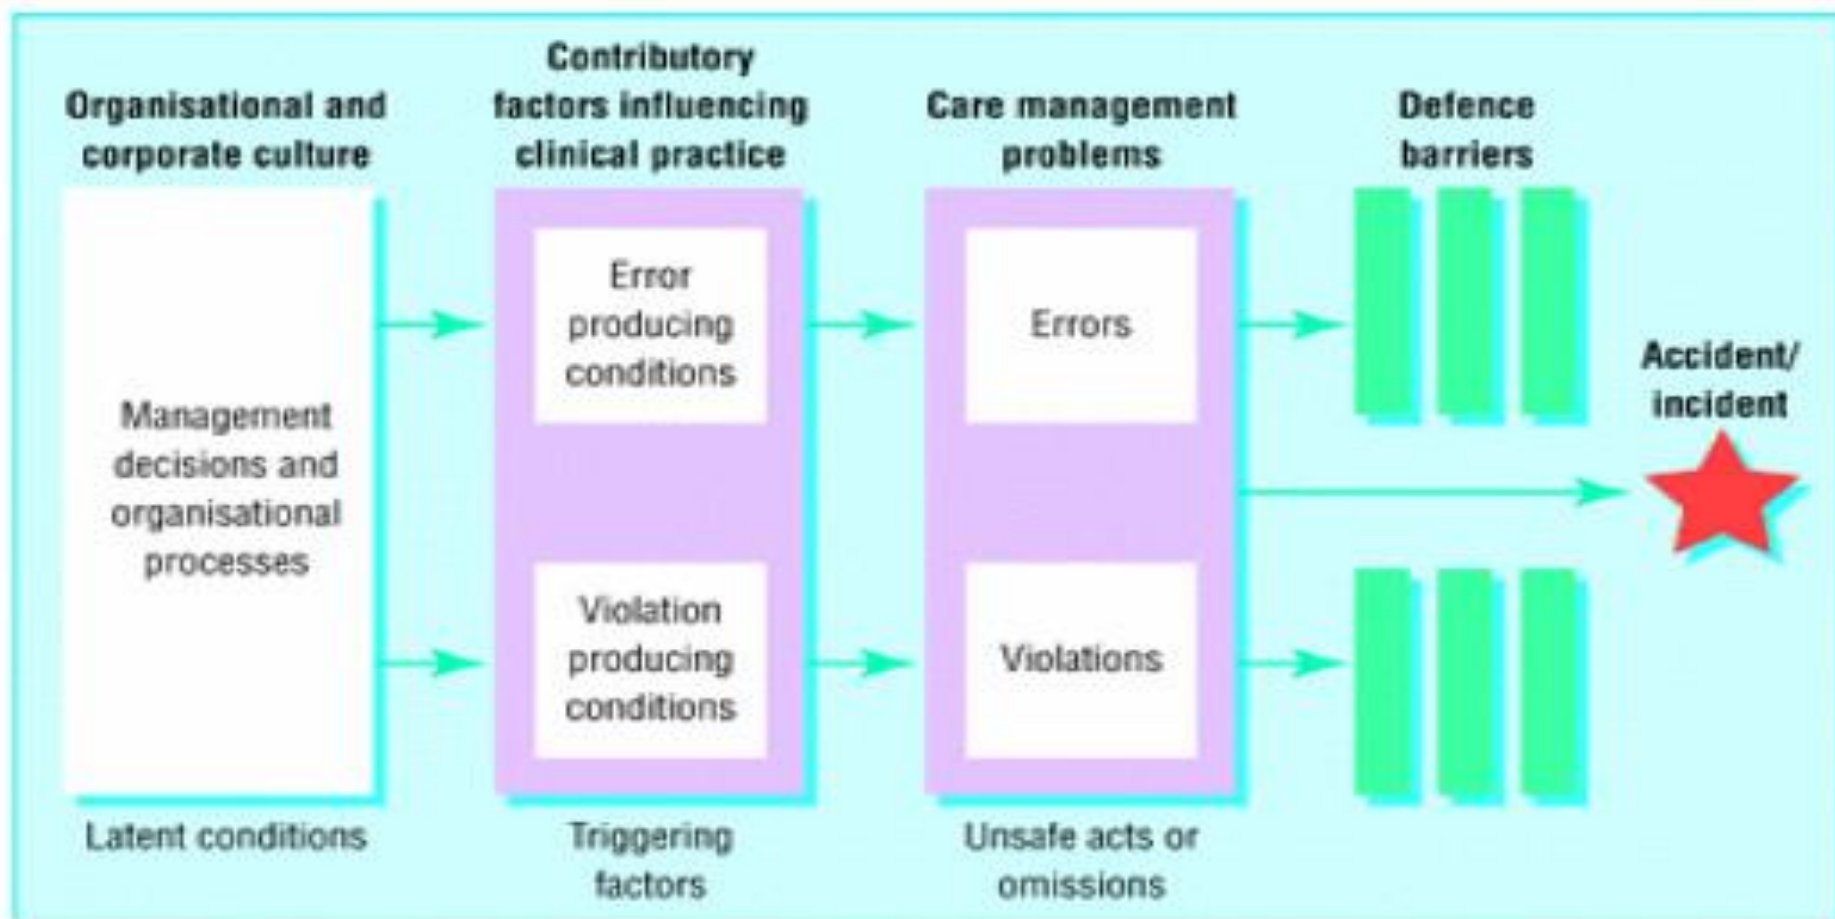 Organisational and
corporate culture
Contributory
factors influencing
clinical practice
Care management
problems
Defence
barriers
Management
decisions and
organisational
processes
Error
producing
conditions
Violation
producing
conditions
Errors
Violations
Accident/
incident
Latent conditions
Triggering
factors
Unsafe acts or
omissions